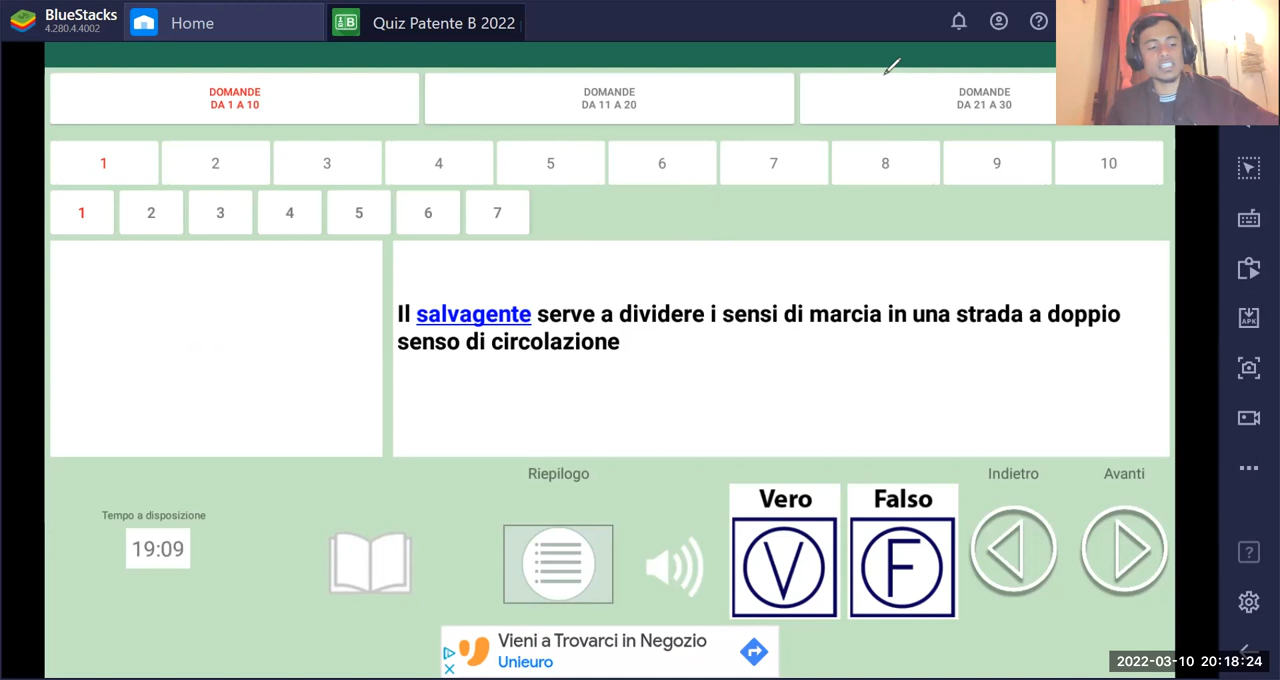 BlueStacks
4.280.4.4002
Home
Quiz Patente B 2022
DOMANDE
DA 1 A 10
DOMANDE
DA 11 A 20
DOMANDE
DA 21 A 30
1 2 3 4 5 6 7 8 9 10
1 2 3 4 5 6 7
Il salvagente serve a dividere i sensi di marcia in una strada a doppio
senso di circolazione
Riepilogo
Indietro
Avanti
Vero
Falso
V
F
Tempo a disposizione
19:09
Vieni a Trovarci in Negozio
Unieuro
2022-03-10 20:18:24